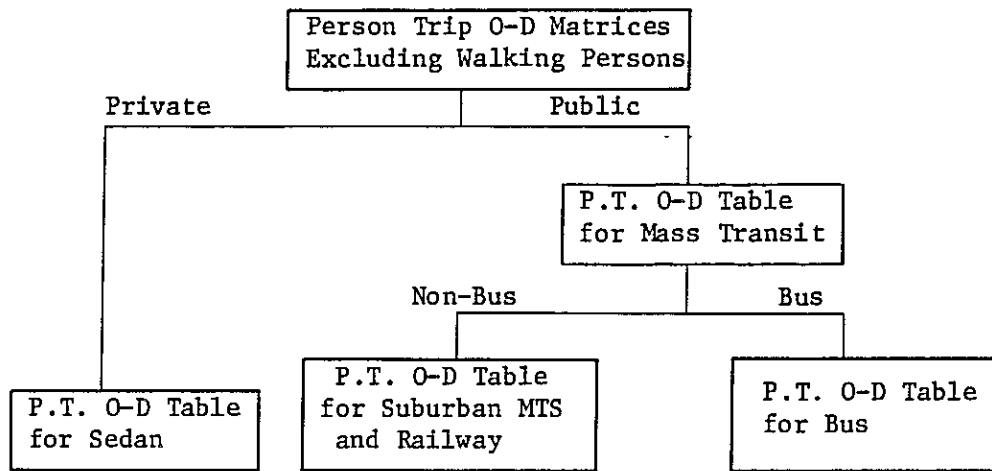 Person Trip O-D Matrices
Excluding Walking Persons
Private
Public
P.T. O-D Table
for Mass Transit
Non-Bus
Bus
P.T. O-D Table
for Sedan
P.T. O-D Table
for Suburban MTS
and Railway
P.T. O-D Table
for Bus